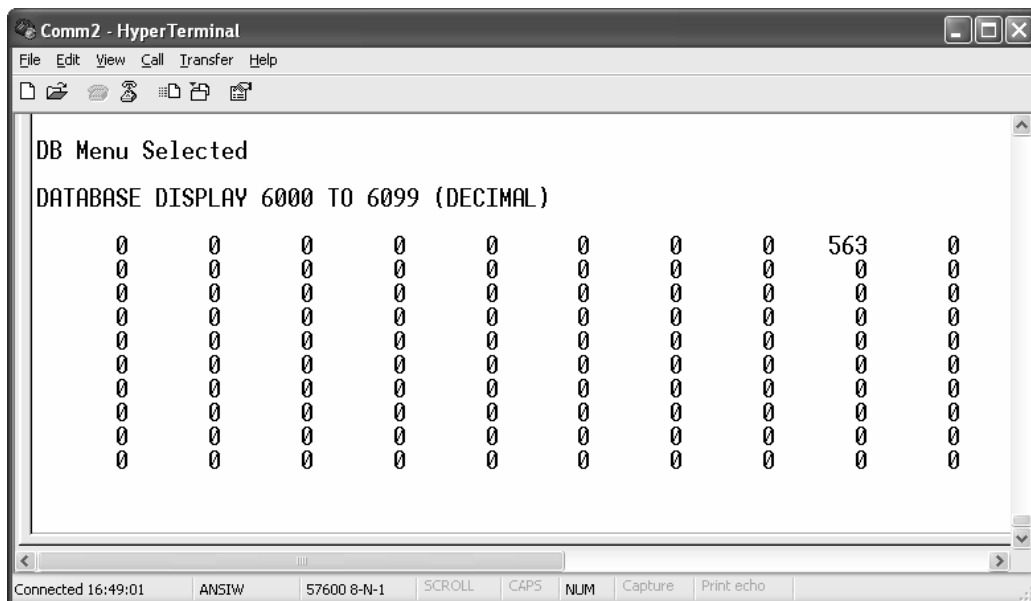 Comm2 - HyperTerminal
File Edit View Call Transfer Help
DB Menu Selected
DATABASE DISPLAY 6000 TO 6099 (DECIMAL)
0 0 0 0 0 0 0 0 563 0
0 0 0 0 0 0 0 0 0 0
0 0 0 0 0 0 0 0 0 0
0 0 0 0 0 0 0 0 0 0
0 0 0 0 0 0 0 0 0 0
0 0 0 0 0 0 0 0 0 0
0 0 0 0 0 0 0 0 0 0
0 0 0 0 0 0 0 0 0 0
0 0 0 0 0 0 0 0 0 0
0 0 0 0 0 0 0 0 0 0
Connected 16:49:01 ANSIW 57600 8-N-1 SCROLL CAPS NUM Capture Print echo